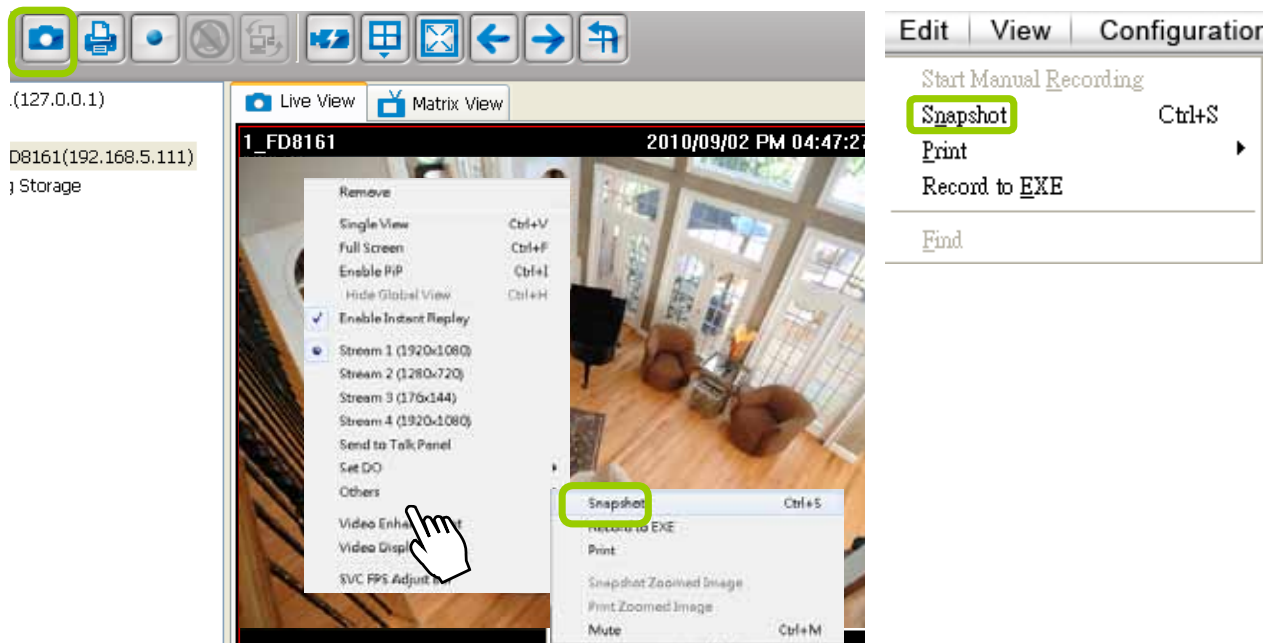 .(127.0.0.1)
D8161(192.168.5.111)
Storage
Live View
Matrix View
1_FD8161
2010/09/02 PM 04:47:27
Remove
Single View Ctrl+V
Full Screen Ctrl+F
Enable PiP Ctrl+I
Hide Global View Ctrl+H
Enable Instant Replay
Stream 1 (1920x1080)
Stream 2 (1280x720)
Stream 3 (176x144)
Stream 4 (1920x1080)
Send to Talk Panel
Set DO
Others
Video Enha
Video Displ
SVC FPS Adjust
Snapshot Ctrl+S
Record to EXE
Print
Snapshot Zoomed Image
Print Zoomed Image
Mute Ctrl+M
Edit View Configuration
Start Manual Recording
Snapshot Ctrl+S
Print
Record to EXE
Find